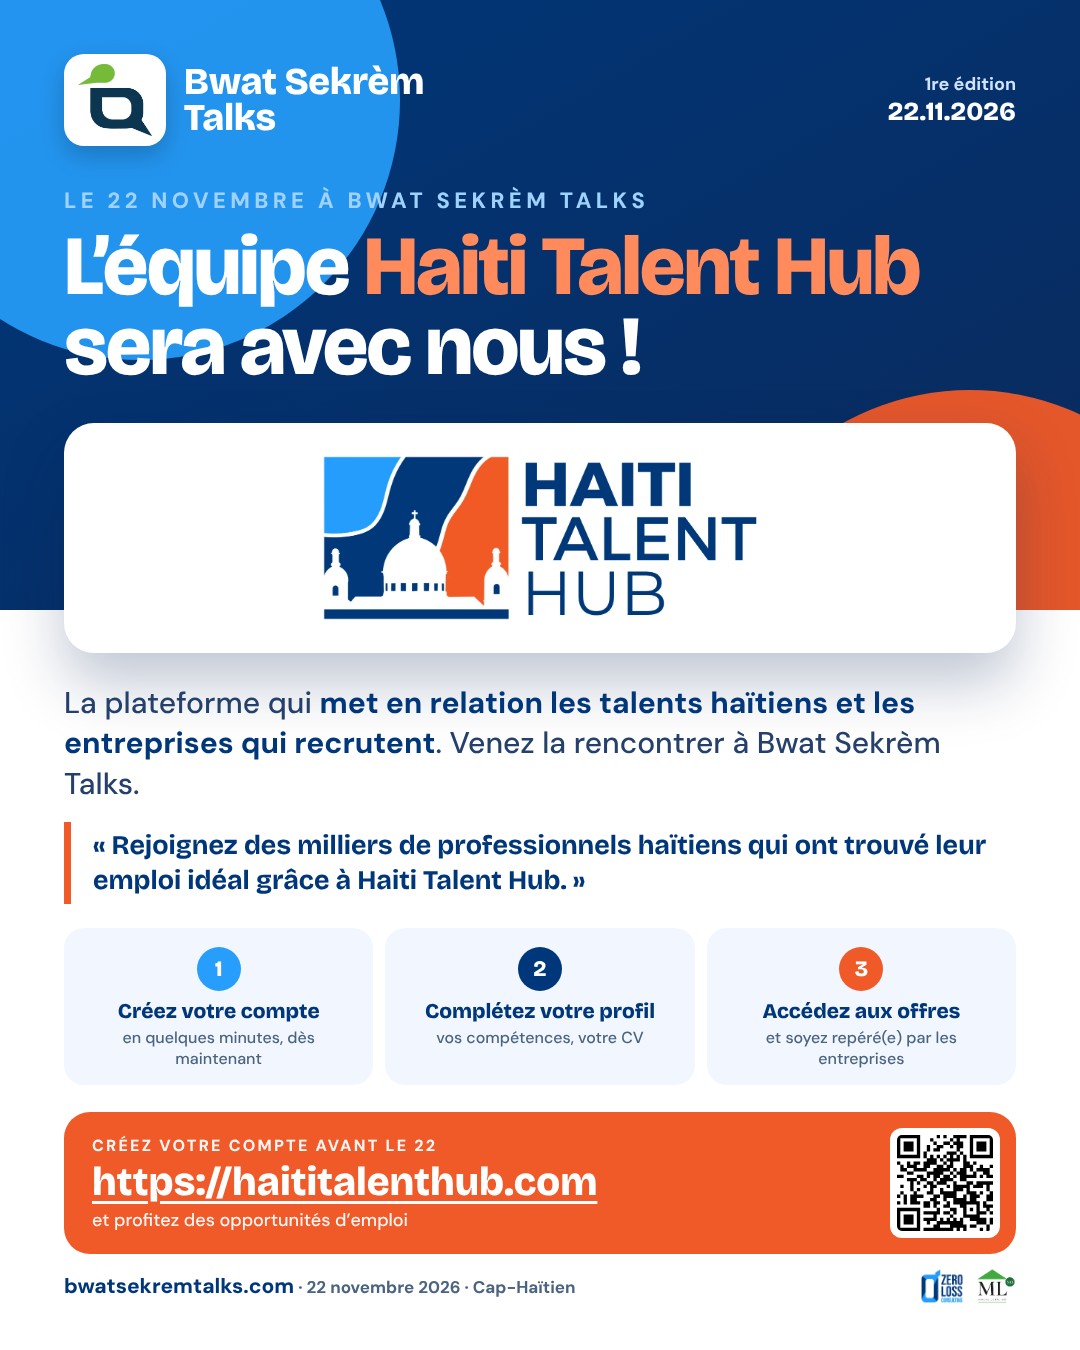 Bwat Sekrèm
Talks
1re édition
22.11.2026
LE 22 NOVEMBRE À BWAT SEKRÈM TALKS
L’équipe Haiti Talent Hub
sera avec nous !
HAITI
TALENT
HUB
La plateforme qui met en relation les talents haïtiens et les
entreprises qui recrutent. Venez la rencontrer à Bwat Sekrèm
Talks.
« Rejoignez des milliers de professionnels haïtiens qui ont trouvé leur
emploi idéal grâce à Haiti Talent Hub. »
1
Créez votre compte
en quelques minutes, dès
maintenant
2
Complétez votre profil
vos compétences, votre CV
3
Accédez aux offres
et soyez repéré(e) par les
entreprises
CRÉEZ VOTRE COMPTE AVANT LE 22
https://haititalenthub.com
et profitez des opportunités d’emploi
bwatsekremtalks.com · 22 novembre 2026 · Cap-Haïtien
ZERO
LOSS
CONSULTING
ML